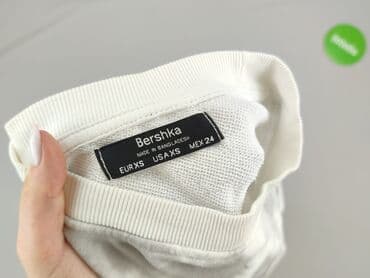 Bershka
MADE IN BANGLADESH
EUR XS USA XS MEX 24